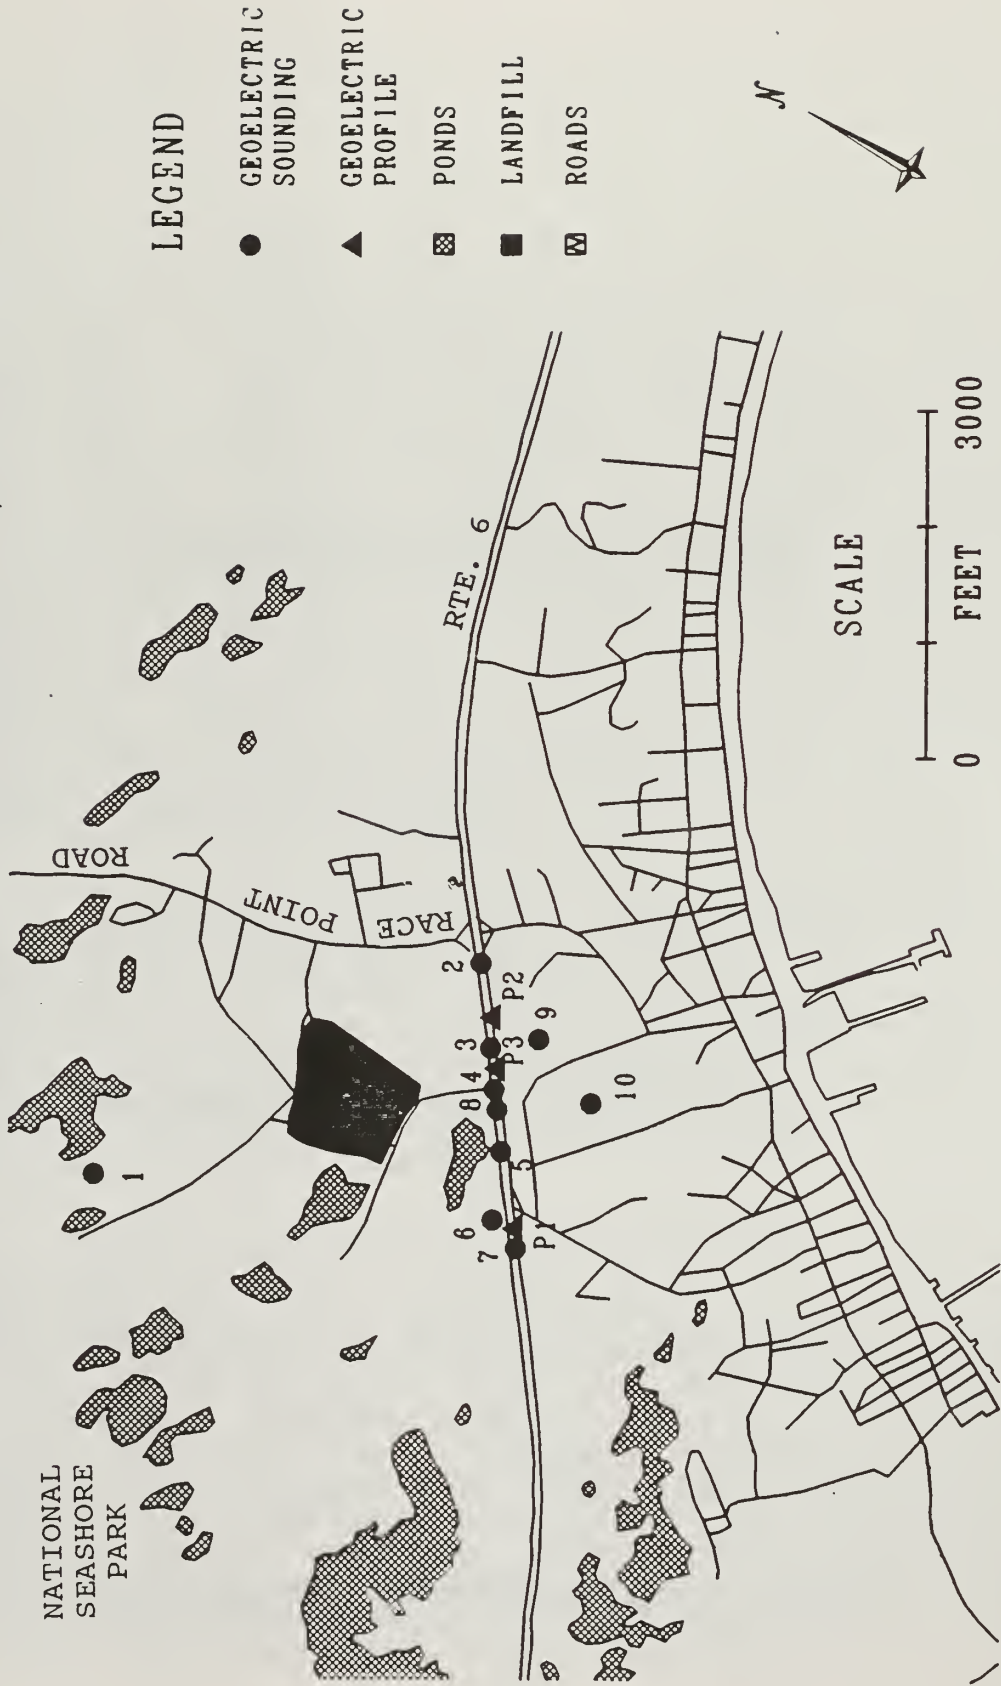 NATIONAL
SEASHORE
PARK
1
ROAD
POINT
RACE
RTE. 6
7
6
P1
5
8
4
3
P3
P2
2
9
10
LEGEND
GEOELECTRIC
SOUNDING
GEOELECTRIC
PROFILE
PONDS
LANDFILL
ROADS
N
SCALE
0
FEET
3000